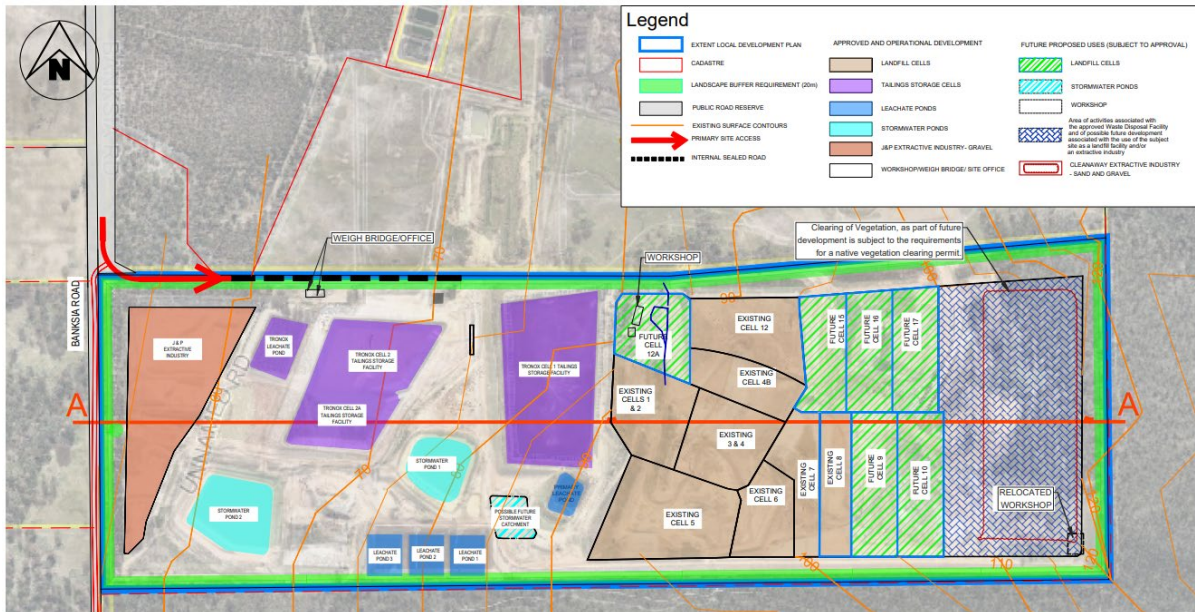 N
Legend
EXTENT LOCAL DEVELOPMENT PLAN
CADASTRE
LANDSCAPE BUFFER REQUIREMENT (20m)
PUBLIC ROAD RESERVE
EXISTING SURFACE CONTOURS
PRIMARY SITE ACCESS
INTERNAL SEALED ROAD
APPROVED AND OPERATIONAL DEVELOPMENT
LANDFILL CELLS
TAILINGS STORAGE CELLS
LEACHATE PONDS
STORMWATER PONDS
J&P EXTRACTIVE INDUSTRY- GRAVEL
WORKSHOP/WEIGH BRIDGE/ SITE OFFICE
FUTURE PROPOSED USES (SUBJECT TO APPROVAL)
LANDFILL CELLS
STORMWATER PONDS
WORKSHOP
Area of activities associated with
the approved Waste Disposal Facility
and of possible future development
associated with the use of the subject
site as a landfill facility and/or
an extractive industry
CLEANAWAY EXTRACTIVE INDUSTRY
- SAND AND GRAVEL
Clearing of Vegetation, as part of future
development is subject to the requirements
for a native vegetation clearing permit.
WEIGH BRIDGE/OFFICE
WORKSHOP
BANKSIA ROAD
J & P
EXTRACTIVE
INDUSTRY
TRONOX
LEACHATE
POND
TRONOX CELL 2
TAILINGS STORAGE
FACILITY
TRONOX CELL 2A
TAILINGS STORAGE
FACILITY
TRONOX CELL 1 TAILINGS
STORAGE FACILITY
FUTURE
CELL
12A
EXISTING
CELL 12
EXISTING
CELL 4B
EXISTING
CELLS 1
& 2
EXISTING
3 & 4
FUTURE
CELL 15
FUTURE
CELL 16
FUTURE
CELL 17
A
A
STORMWATER
POND 1
STORMWATER
POND 2
PRIMARY
LEACHATE
POND
POSSIBLE FUTURE
STORMWATER
CATCHMENT
LEACHATE
POND 3
LEACHATE
POND 2
LEACHATE
POND 1
EXISTING
CELL 5
EXISTING
CELL 6
EXISTING
CELL 7
EXISTING
CELL 8
FUTURE
CELL 9
FUTURE
CELL 10
RELOCATED
WORKSHOP
70
70
90
100
110